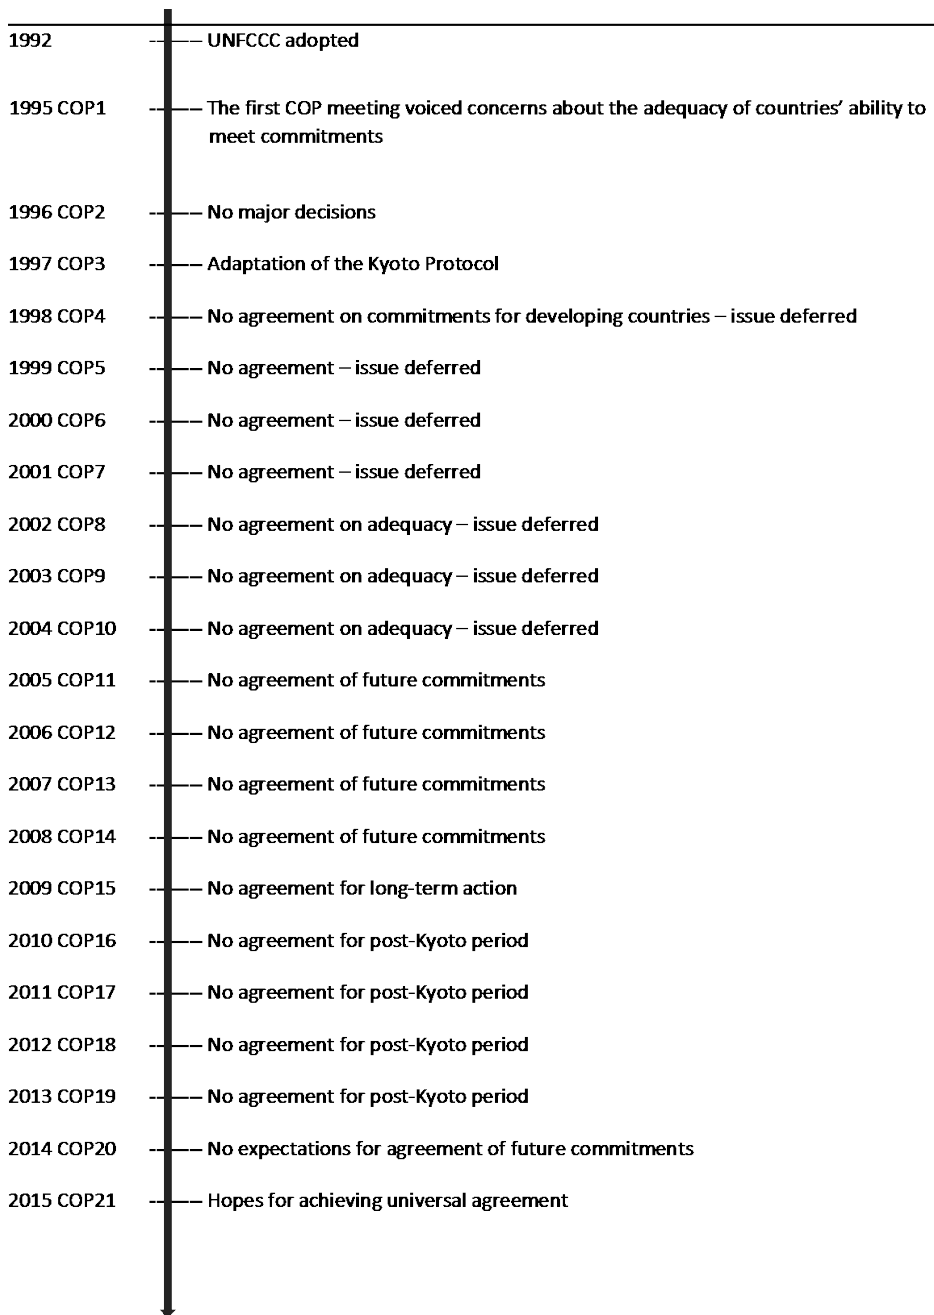 1992 UNFCCC adopted
1995 COP1 The first COP meeting voiced concerns about the adequacy of countries’ ability to
meet commitments
1996 COP2 No major decisions
1997 COP3 Adaptation of the Kyoto Protocol
1998 COP4 No agreement on commitments for developing countries – issue deferred
1999 COP5 No agreement – issue deferred
2000 COP6 No agreement – issue deferred
2001 COP7 No agreement – issue deferred
2002 COP8 No agreement on adequacy – issue deferred
2003 COP9 No agreement on adequacy – issue deferred
2004 COP10 No agreement on adequacy – issue deferred
2005 COP11 No agreement of future commitments
2006 COP12 No agreement of future commitments
2007 COP13 No agreement of future commitments
2008 COP14 No agreement of future commitments
2009 COP15 No agreement for long-term action
2010 COP16 No agreement for post-Kyoto period
2011 COP17 No agreement for post-Kyoto period
2012 COP18 No agreement for post-Kyoto period
2013 COP19 No agreement for post-Kyoto period
2014 COP20 No expectations for agreement of future commitments
2015 COP21 Hopes for achieving universal agreement